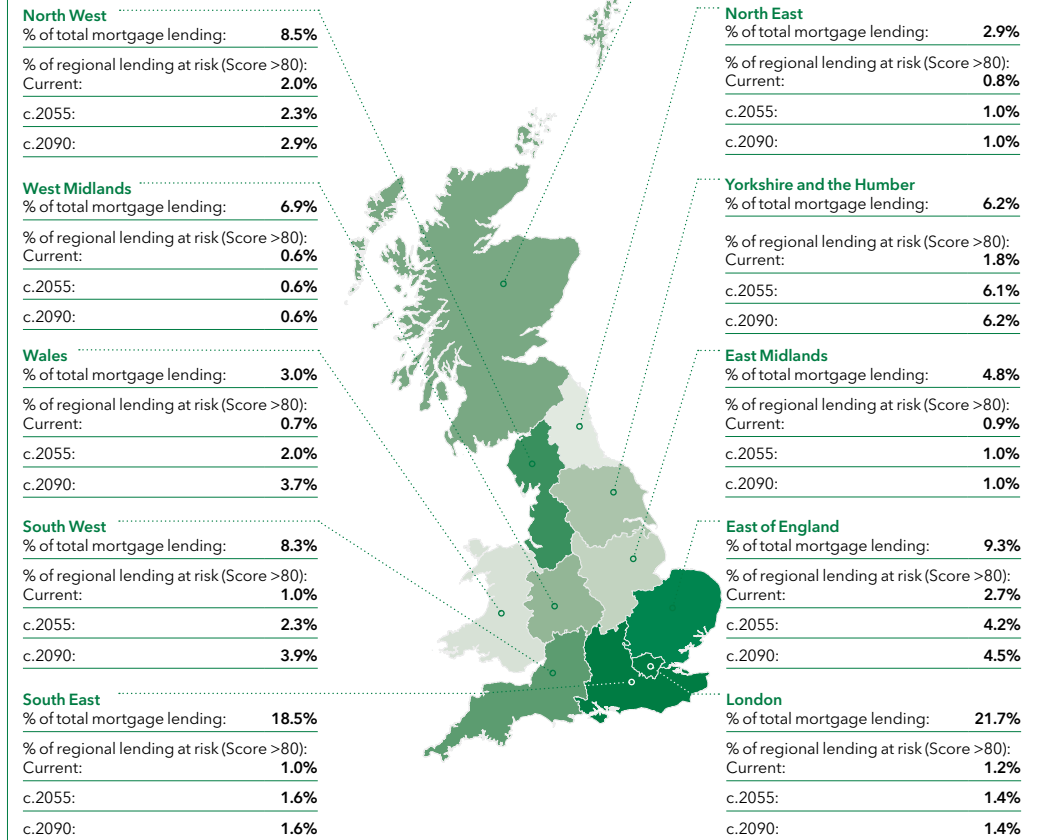 North West
% of total mortgage lending: 8.5%
% of regional lending at risk (Score >80):
Current: 2.0%
c.2055: 2.3%
c.2090: 2.9%
West Midlands
% of total mortgage lending: 6.9%
% of regional lending at risk (Score >80):
Current: 0.6%
c.2055: 0.6%
c.2090: 0.6%
Wales
% of total mortgage lending: 3.0%
% of regional lending at risk (Score >80):
Current: 0.7%
c.2055: 2.0%
c.2090: 3.7%
South West
% of total mortgage lending: 8.3%
% of regional lending at risk (Score >80):
Current: 1.0%
c.2055: 2.3%
c.2090: 3.9%
South East
% of total mortgage lending: 18.5%
% of regional lending at risk (Score >80):
Current: 1.0%
c.2055: 1.6%
c.2090: 1.6%
North East
% of total mortgage lending: 2.9%
% of regional lending at risk (Score >80):
Current: 0.8%
c.2055: 1.0%
c.2090: 1.0%
Yorkshire and the Humber
% of total mortgage lending: 6.2%
% of regional lending at risk (Score >80):
Current: 1.8%
c.2055: 6.1%
c.2090: 6.2%
East Midlands
% of total mortgage lending: 4.8%
% of regional lending at risk (Score >80):
Current: 0.9%
c.2055: 1.0%
c.2090: 1.0%
East of England
% of total mortgage lending: 9.3%
% of regional lending at risk (Score >80):
Current: 2.7%
c.2055: 4.2%
c.2090: 4.5%
London
% of total mortgage lending: 21.7%
% of regional lending at risk (Score >80):
Current: 1.2%
c.2055: 1.4%
c.2090: 1.4%